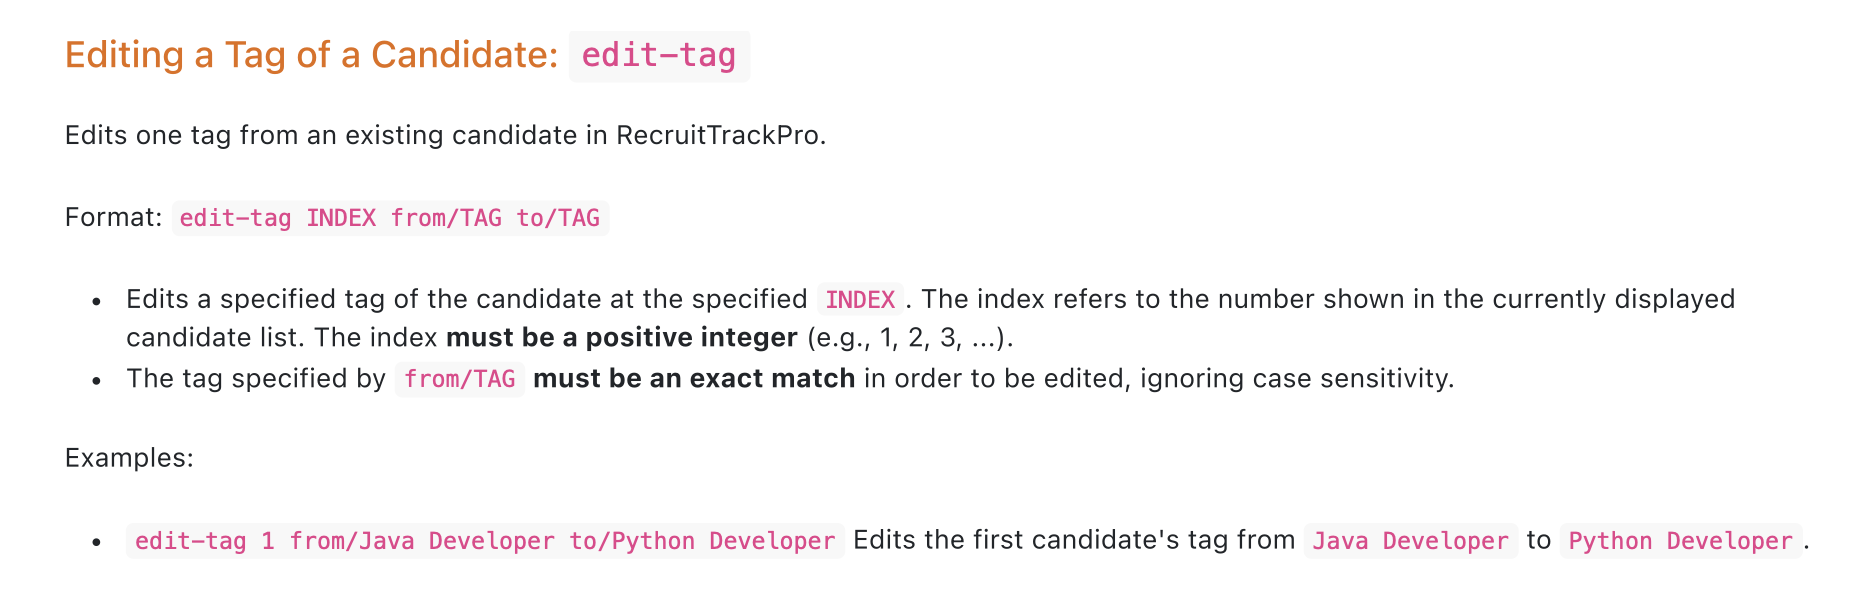 Editing a Tag of a Candidate: edit-tag
Edits one tag from an existing candidate in RecruitTrackPro.
Format: edit-tag INDEX from/TAG to/TAG
• Edits a specified tag of the candidate at the specified INDEX. The index refers to the number shown in the currently displayed
candidate list. The index must be a positive integer (e.g., 1, 2, 3, ...).
• The tag specified by from/TAG must be an exact match in order to be edited, ignoring case sensitivity.
Examples:
• edit-tag 1 from/Java Developer to/Python Developer Edits the first candidate's tag from Java Developer to Python Developer.